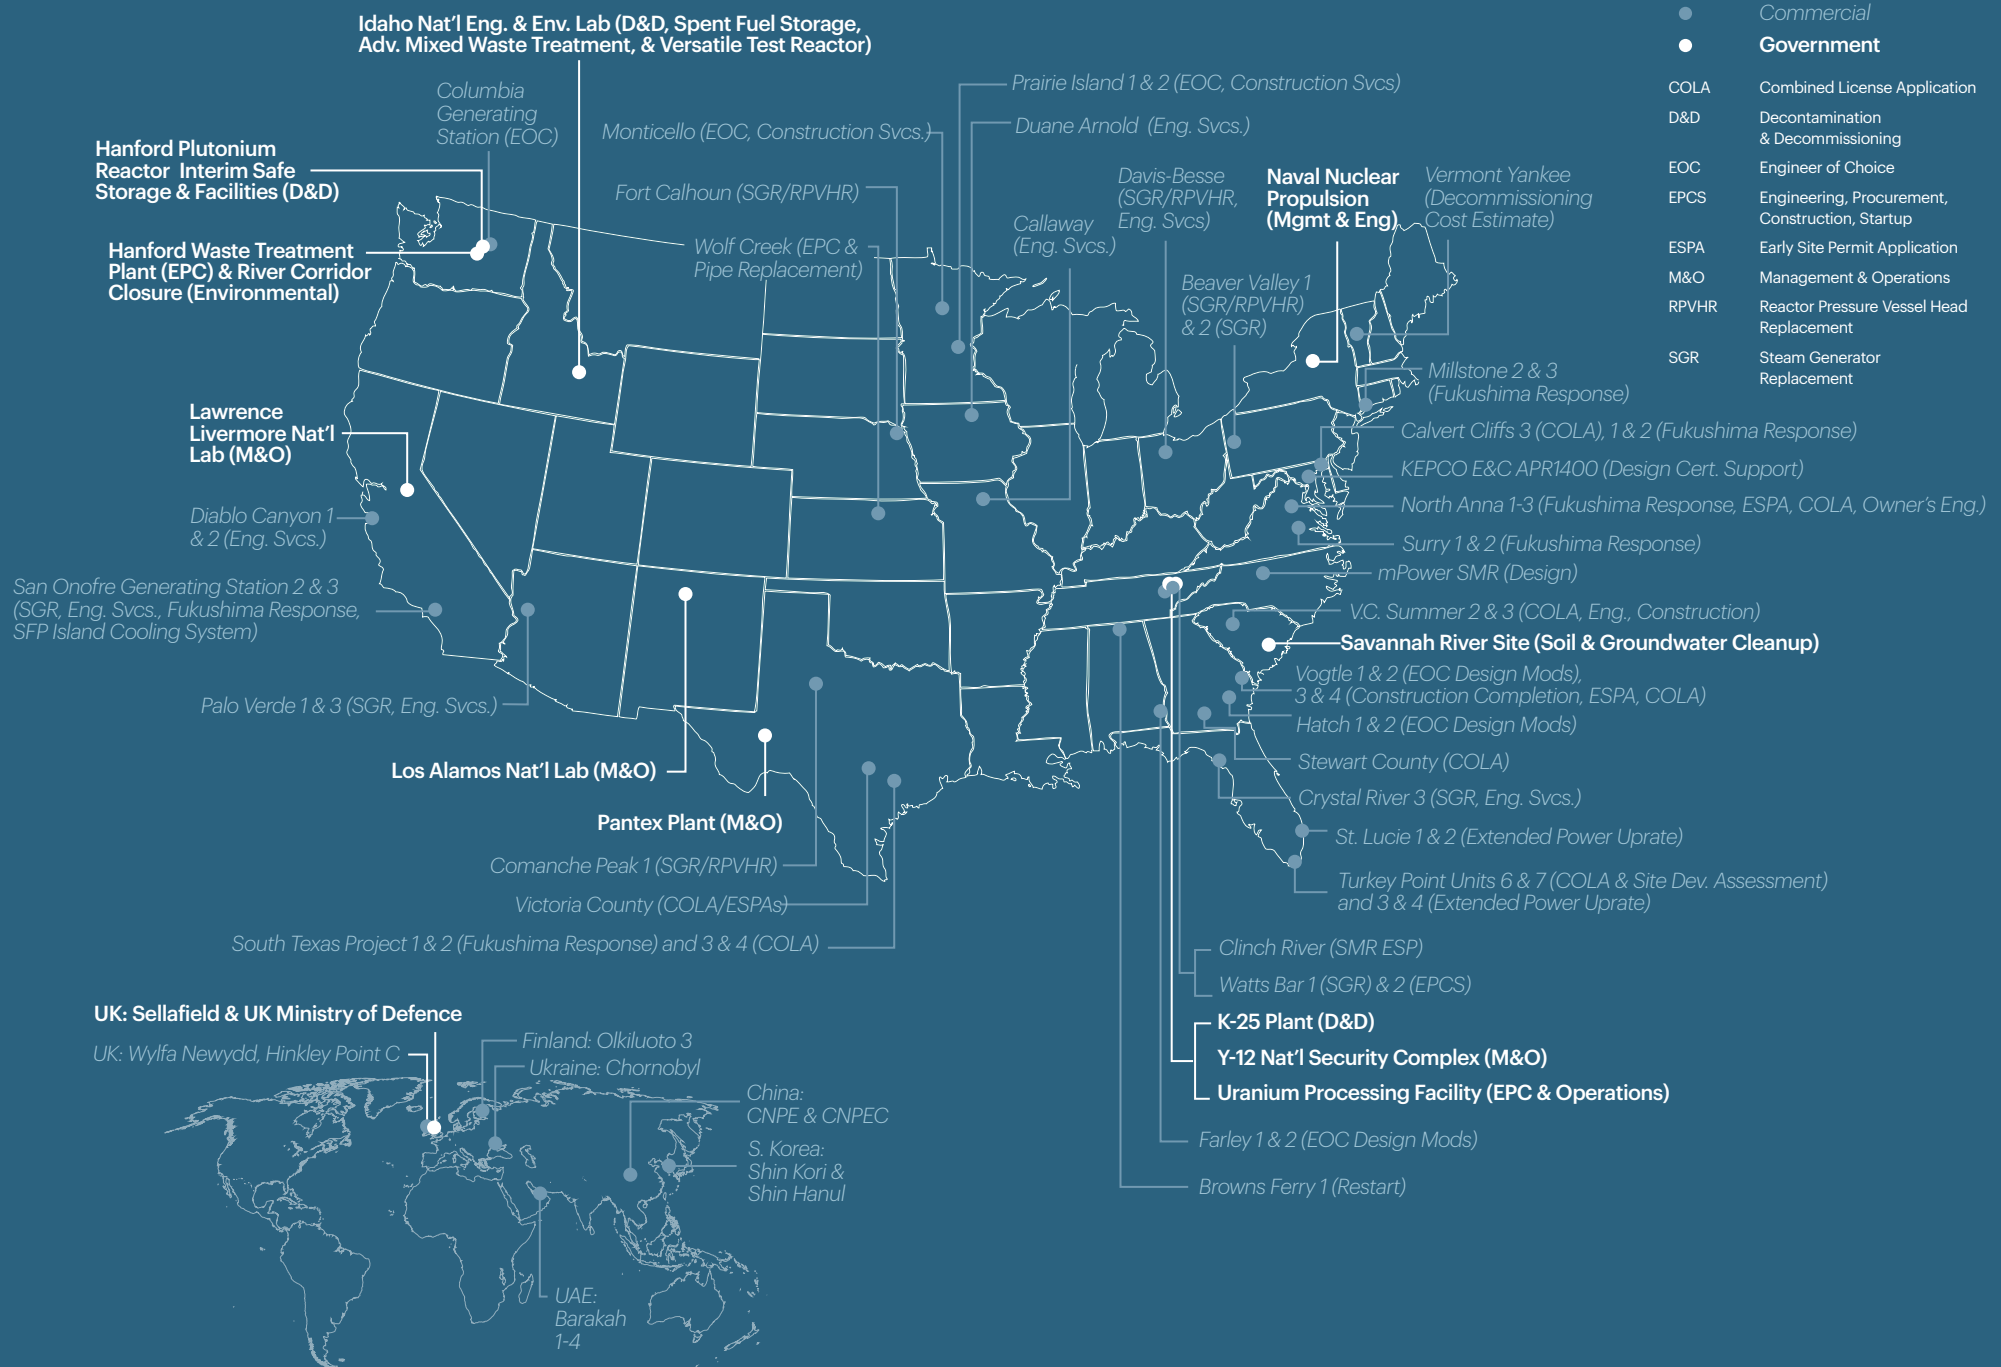 Idaho Nat'l Eng. & Env. Lab (D&D, Spent Fuel Storage,
Adv. Mixed Waste Treatment, & Versatile Test Reactor)
Columbia
Generating
Station (EOC)
Hanford Plutonium
Reactor Interim Safe
Storage & Facilities (D&D)
Hanford Waste Treatment
Plant (EPC) & River Corridor
Closure (Environmental)
Monticello (EOC, Construction Svcs.)
Prairie Island 1 & 2 (EOC, Construction Svcs)
Duane Arnold (Eng. Svcs.)
Fort Calhoun (SGR/RPVHR)
Wolf Creek (EPC &
Pipe Replacement)
Callaway
(Eng. Svcs.)
Davis-Besse
(SGR/RPVHR,
Eng. Svcs)
Beaver Valley 1
(SGR/RPVHR)
& 2 (SGR)
Naval Nuclear
Propulsion
(Mgmt & Eng)
Vermont Yankee
(Decommissioning
Cost Estimate)
Commercial
Government
COLA Combined License Application
D&D Decontamination
& Decommissioning
EOC Engineer of Choice
EPCS Engineering, Procurement,
Construction, Startup
ESPA Early Site Permit Application
M&O Management & Operations
RPVHR Reactor Pressure Vessel Head
Replacement
SGR Steam Generator
Replacement
Millstone 2 & 3
(Fukushima Response)
Calvert Cliffs 3 (COLA), 1 & 2 (Fukushima Response)
KEPCO E&C APR1400 (Design Cert. Support)
North Anna 1-3 (Fukushima Response, ESPA, COLA, Owner's Eng.)
Surry 1 & 2 (Fukushima Response)
mPower SMR (Design)
V.C. Summer 2 & 3 (COLA, Eng., Construction)
Savannah River Site (Soil & Groundwater Cleanup)
Vogtle 1 & 2 (EOC Design Mods),
3 & 4 (Construction Completion, ESPA, COLA)
Hatch 1 & 2 (EOC Design Mods)
Stewart County (COLA)
Crystal River 3 (SGR, Eng. Svcs.)
St. Lucie 1 & 2 (Extended Power Uprate)
Turkey Point Units 6 & 7 (COLA & Site Dev. Assessment)
and 3 & 4 (Extended Power Uprate)
Lawrence
Livermore Nat'l
Lab (M&O)
Diablo Canyon 1
& 2 (Eng. Svcs.)
San Onofre Generating Station 2 & 3
(SGR, Eng. Svcs., Fukushima Response,
SFP Island Cooling System)
Palo Verde 1 & 3 (SGR, Eng. Svcs.)
Los Alamos Nat'l Lab (M&O)
Pantex Plant (M&O)
Comanche Peak 1 (SGR/RPVHR)
Victoria County (COLA/ESPAs)
South Texas Project 1 & 2 (Fukushima Response) and 3 & 4 (COLA)
Clinch River (SMR ESP)
Watts Bar 1 (SGR) & 2 (EPCS)
K-25 Plant (D&D)
Y-12 Nat'l Security Complex (M&O)
Uranium Processing Facility (EPC & Operations)
Farley 1 & 2 (EOC Design Mods)
Browns Ferry 1 (Restart)
UK: Sellafield & UK Ministry of Defence
UK: Wylfa Newydd, Hinkley Point C
Finland: Olkiluoto 3
Ukraine: Chornobyl
China:
CNPE & CNPEC
S. Korea:
Shin Kori &
Shin Hanul
UAE:
Barakah
1-4